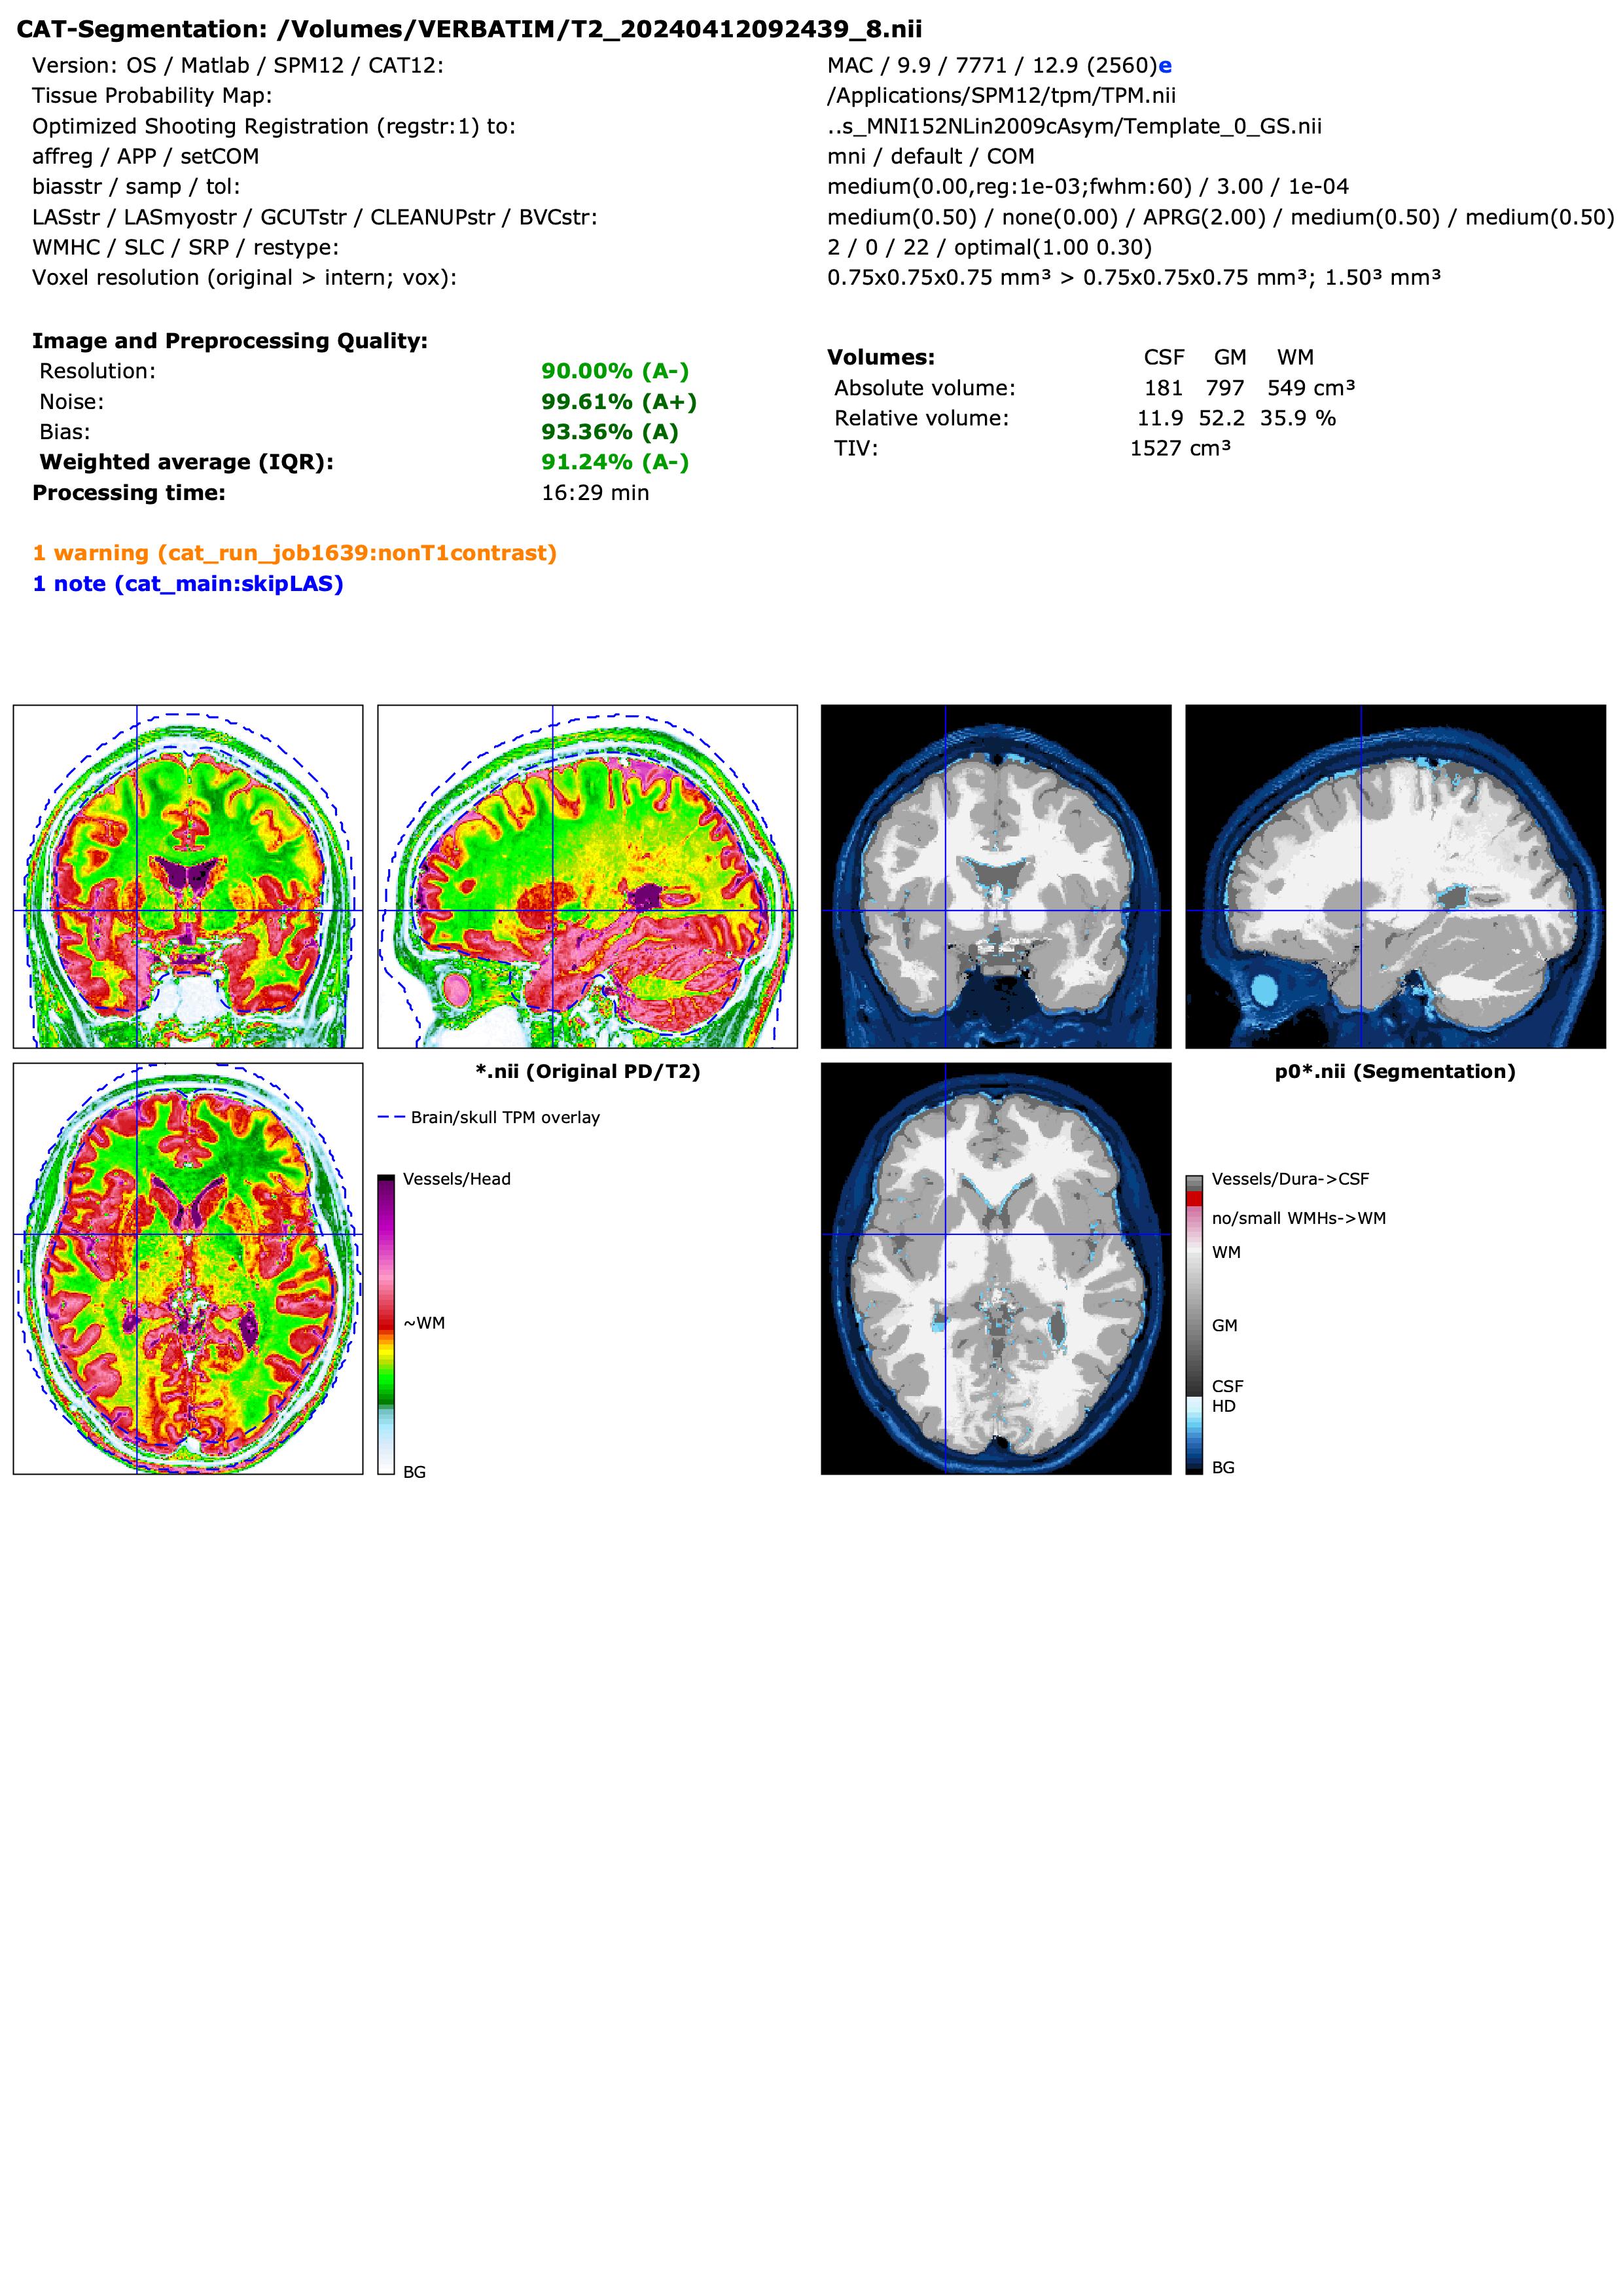 CAT-Segmentation: /Volumes/VERBATIM/T2_20240412092439_8.nii
Version: OS / Matlab / SPM12 / CAT12: MAC / 9.9 / 7771 / 12.9 (2560)e
Tissue Probability Map: /Applications/SPM12/tpm/TPM.nii
Optimized Shooting Registration (regstr:1) to: ..s_MNI152NLin2009cAsym/Template_0_GS.nii
affreg / APP / setCOM mni / default / COM
biasstr / samp / tol: medium(0.00,reg:1e-03;fwhm:60) / 3.00 / 1e-04
LASstr / LASmyostr / GCUTstr / CLEANUPstr / BVCstr: medium(0.50) / none(0.00) / APRG(2.00) / medium(0.50) / medium(0.50)
WMHC / SLC / SRP / restype: 2 / 0 / 22 / optimal(1.00 0.30)
Voxel resolution (original > intern; vox): 0.75x0.75x0.75 mm³ > 0.75x0.75x0.75 mm³; 1.50³ mm³
Image and Preprocessing Quality:
Resolution: 90.00% (A-)
Noise: 99.61% (A+)
Bias: 93.36% (A)
Weighted average (IQR): 91.24% (A-)
Processing time: 16:29 min
Volumes: CSF GM WM
Absolute volume: 181 797 549 cm³
Relative volume: 11.9 52.2 35.9 %
TIV: 1527 cm³
1 warning (cat_run_job1639:nonT1contrast)
1 note (cat_main:skipLAS)
*.nii (Original PD/T2)
Brain/skull TPM overlay
Vessels/Head
~WM
BG
p0*.nii (Segmentation)
Vessels/Dura->CSF
no/small WMHs->WM
WM
GM
CSF
HD
BG